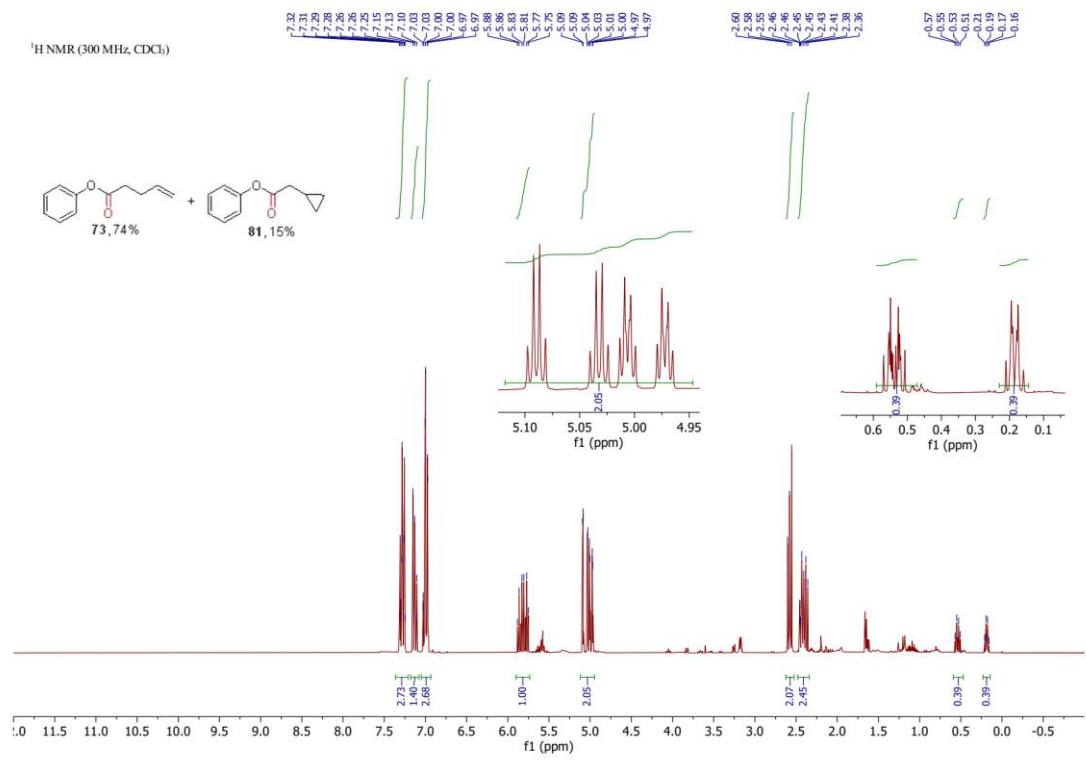 7.32 7.31 7.29 7.28 7.26 7.26 7.25 7.15 7.13 7.10 7.03 7.03 7.00 7.00 6.97 6.97 5.88 5.86 5.83 5.81 5.77 5.75 5.09 5.09 5.04 5.03 5.01 5.00 4.97 4.97
2.60 2.58 2.55 2.46 2.46 2.45 2.45 2.43 2.41 2.38 2.36
0.57 0.55 0.53 0.51 0.21 0.19 0.17 0.16
¹H NMR (300 MHz, CDCl₃)
O
O
73, 74%
+
O
O
81, 15%
2.05
5.10 5.05 5.00 4.95
f1 (ppm)
0.39 0.39
0.6 0.5 0.4 0.3 0.2 0.1
f1 (ppm)
2.73 1.40 2.68 1.00 2.05 2.07 2.45 0.39 0.39
2.0 11.5 11.0 10.5 10.0 9.5 9.0 8.5 8.0 7.5 7.0 6.5 6.0 5.5 5.0 4.5 4.0 3.5 3.0 2.5 2.0 1.5 1.0 0.5 0.0 -0.5
f1 (ppm)